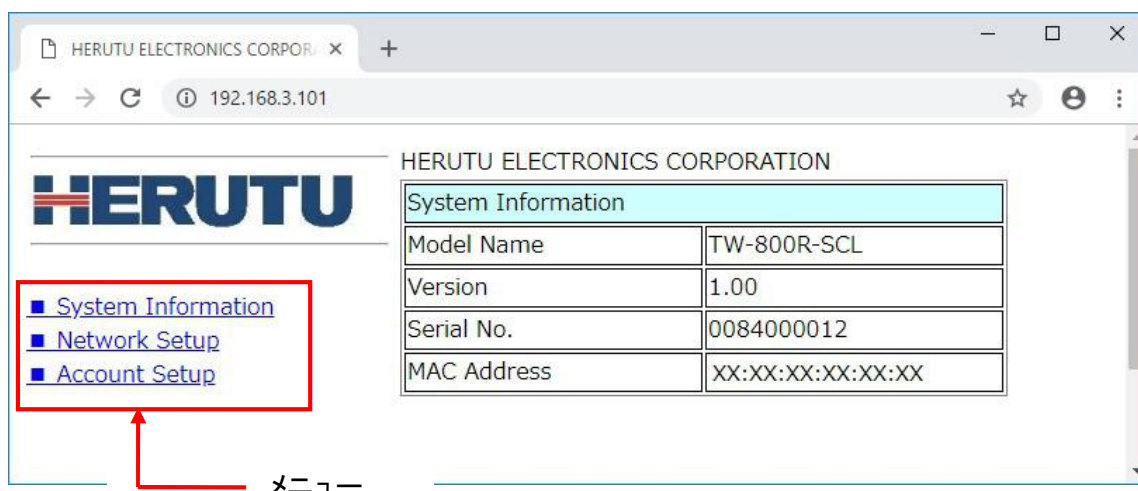 HERUTU ELECTRONICS CORPOR
192.168.3.101
HERUTU
■ System Information
■ Network Setup
■ Account Setup
HERUTU ELECTRONICS CORPORATION
System Information
Model Name TW-800R-SCL
Version 1.00
Serial No. 0084000012
MAC Address XX:XX:XX:XX:XX:XX
メニュー